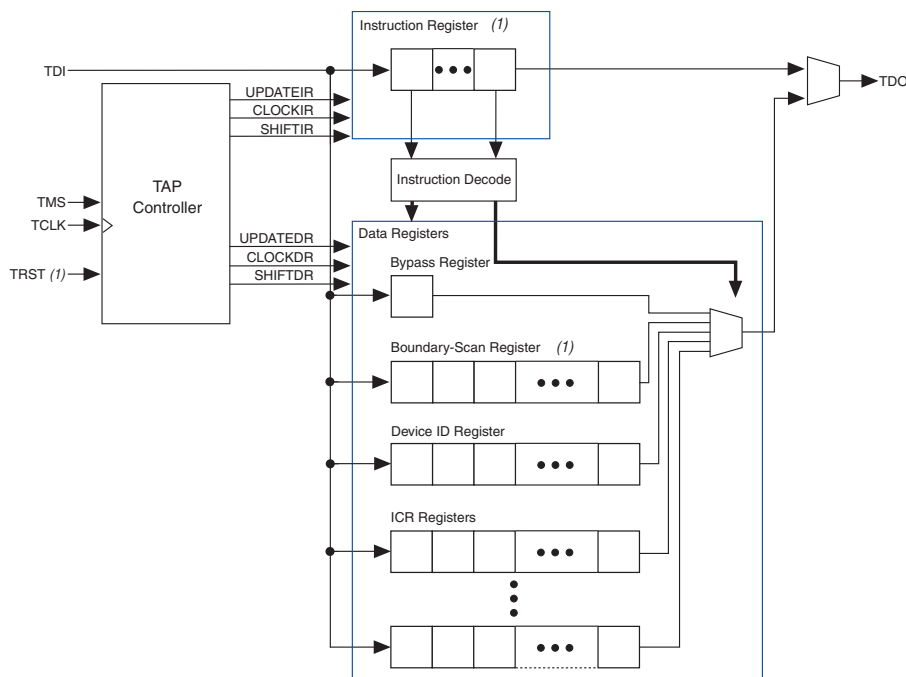 Instruction Register (1)
TDI
TDO
UPDATEIR
CLOCKIR
SHIFTIR
TAP
Controller
Instruction Decode
TMS
TCLK
TRST (1)
UPDATEDR
CLOCKDR
SHIFTDR
Data Registers
Bypass Register
Boundary-Scan Register (1)
Device ID Register
ICR Registers